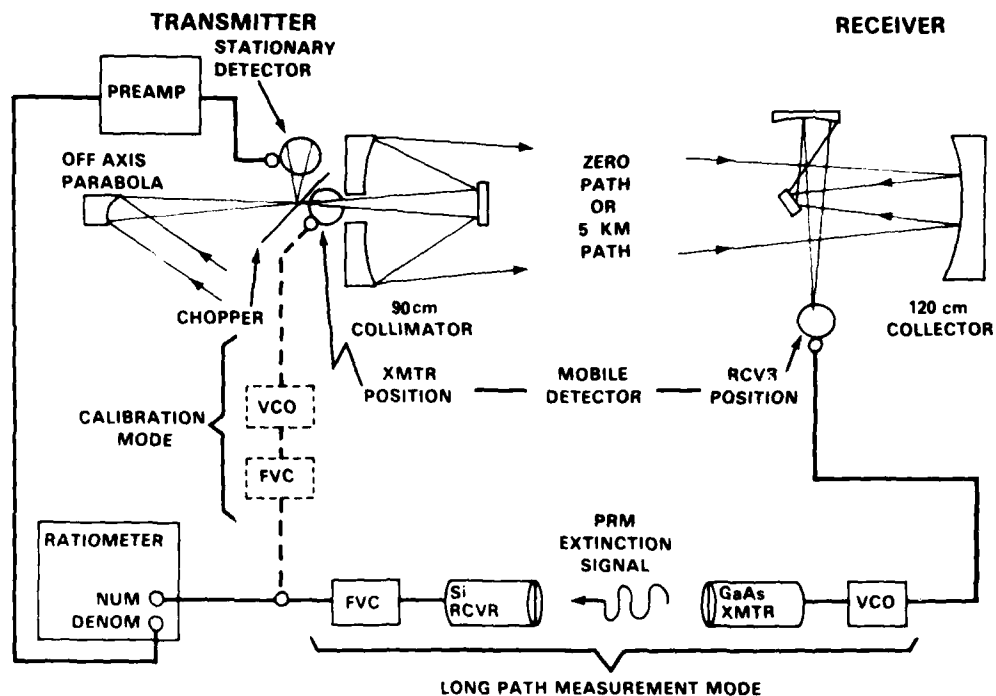 TRANSMITTER
RECEIVER
STATIONARY
DETECTOR
PREAMP
OFF AXIS
PARABOLA
ZERO
PATH
OR
5 KM
PATH
CHOPPER
90cm
COLLIMATOR
120 cm
COLLECTOR
XMTR
POSITION
MOBILE
DETECTOR
RCVR
POSITION
CALIBRATION
MODE
VCO
FVC
RATIOMETER
NUM
DENOM
FVC
Si
RCVR
PRM
EXTINCTION
SIGNAL
GaAs
XMTR
VCO
LONG PATH MEASUREMENT MODE